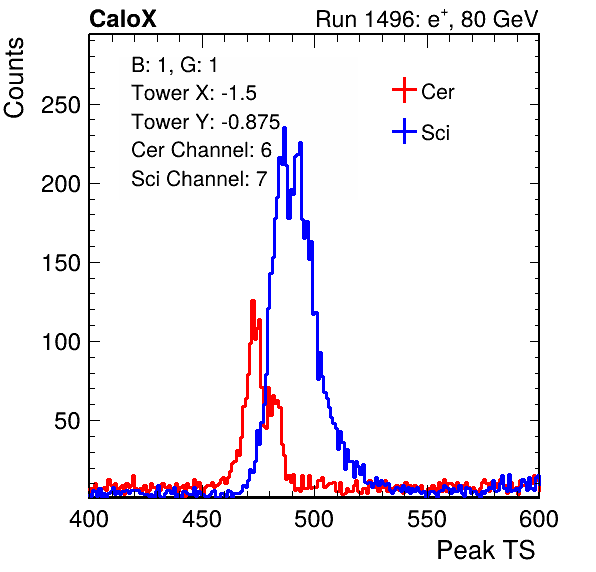 CaloX Run 1496: e⁺, 80 GeV
Counts
B: 1, G: 1
Tower X: -1.5
Tower Y: -0.875
Cer Channel: 6
Sci Channel: 7
Cer
Sci
250
200
150
100
50
400 450 500 550 600
Peak TS